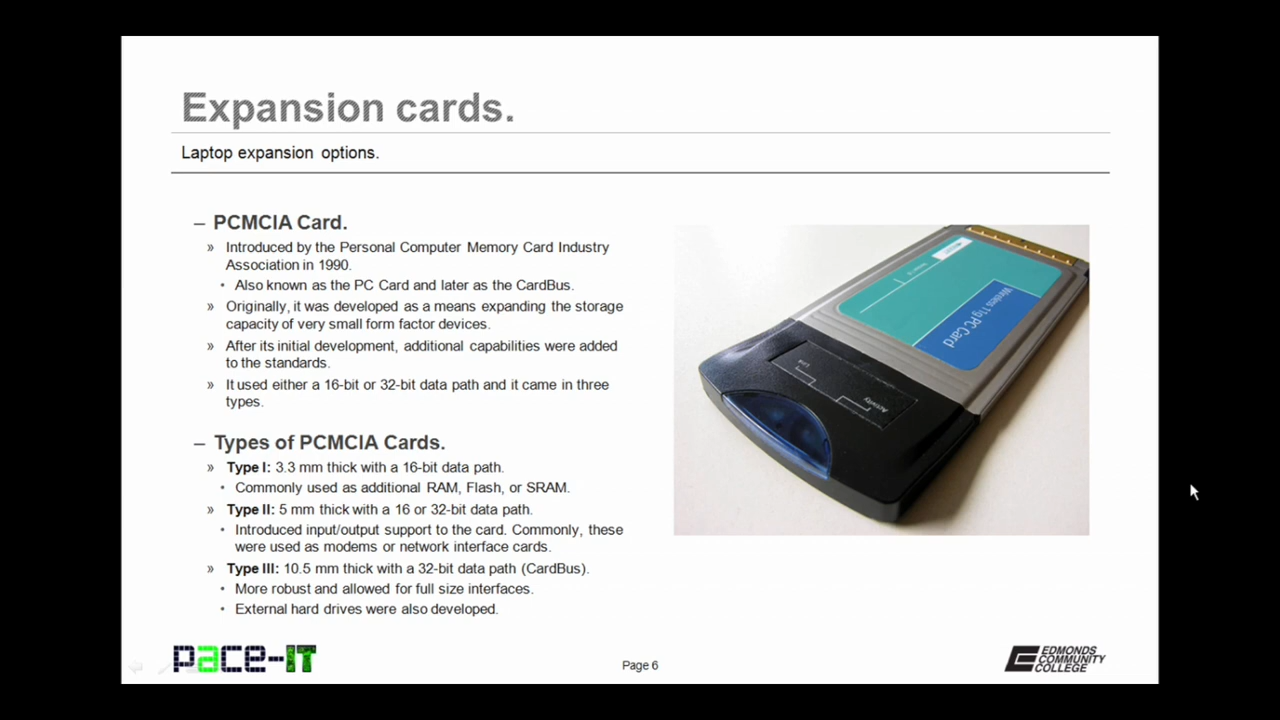 Expansion cards.
Laptop expansion options.
– PCMCIA Card.
» Introduced by the Personal Computer Memory Card Industry
Association in 1990.
• Also known as the PC Card and later as the CardBus.
» Originally, it was developed as a means expanding the storage
capacity of very small form factor devices.
» After its initial development, additional capabilities were added
to the standards.
» It used either a 16-bit or 32-bit data path and it came in three
types.
– Types of PCMCIA Cards.
» Type I: 3.3 mm thick with a 16-bit data path.
• Commonly used as additional RAM, Flash, or SRAM.
» Type II: 5 mm thick with a 16 or 32-bit data path.
• Introduced input/output support to the card. Commonly, these
were used as modems or network interface cards.
» Type III: 10.5 mm thick with a 32-bit data path (CardBus).
• More robust and allowed for full size interfaces.
• External hard drives were also developed.
Wireless 11g PC Card
Link
Activity
pace-IT
Page 6
EDMONDS
COMMUNITY
COLLEGE